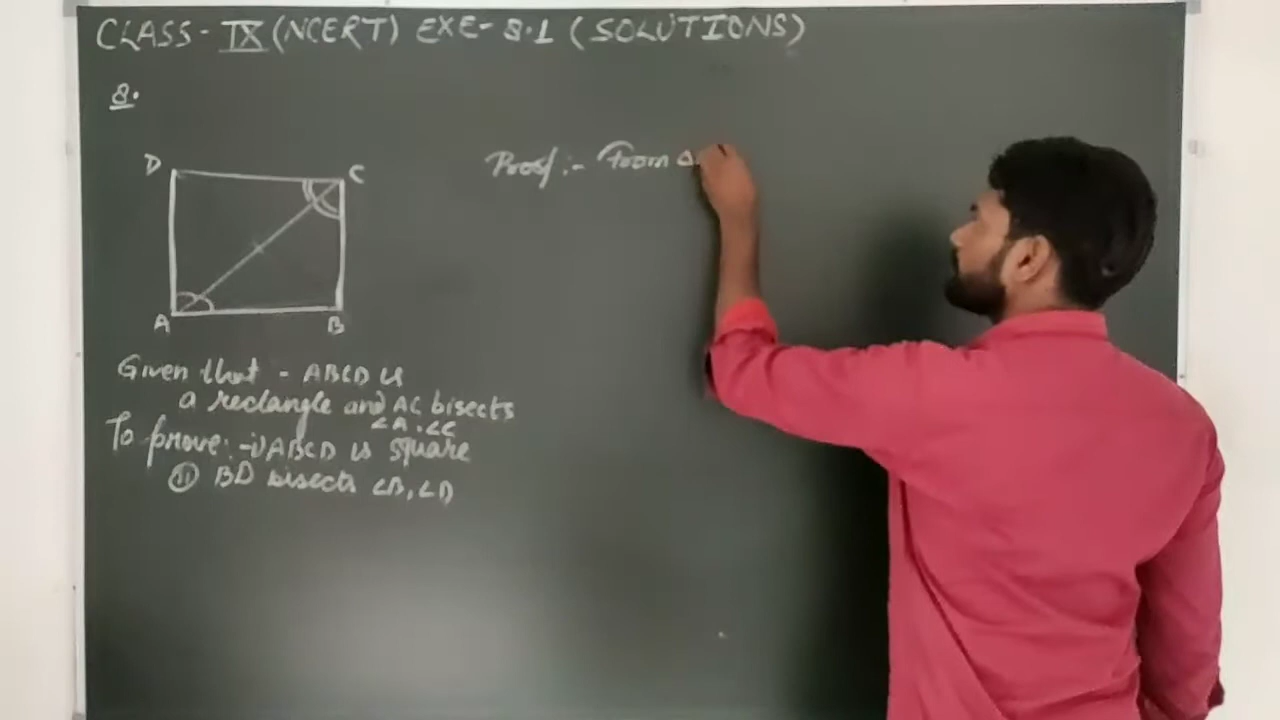 CLASS- IX (NCERT) EXE- 8.1 (SOLUTIONS)
8.
D
C
A
B
Given that - ABCD is
a rectangle and AC bisects
∠A, ∠C
To prove:- i) ABCD is square
(ii) BD bisects ∠B, ∠D
Proof :- From Δ